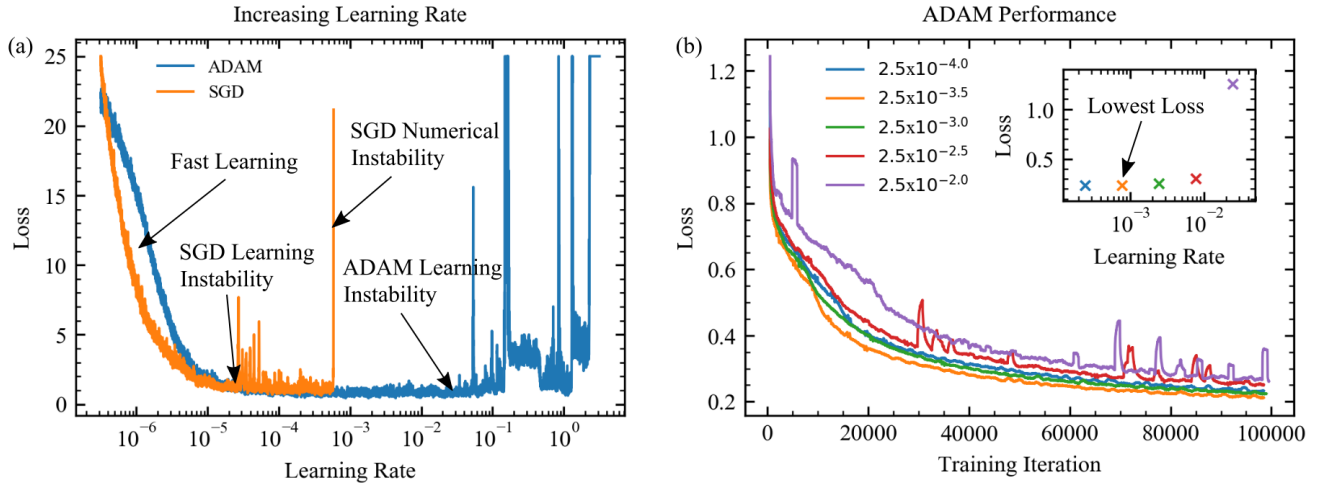 Increasing Learning Rate
(a)
Loss
25
20
15
10
5
0
ADAM
SGD
Fast Learning
SGD Learning
Instability
SGD Numerical
Instability
ADAM Learning
Instability
10⁻⁶
10⁻⁵
10⁻⁴
10⁻³
10⁻²
10⁻¹
10⁰
Learning Rate
ADAM Performance
(b)
Loss
1.2
1.0
0.8
0.6
0.4
0.2
2.5x10⁻⁴·⁰
2.5x10⁻³·⁵
2.5x10⁻³·⁰
2.5x10⁻²·⁵
2.5x10⁻²·⁰
Loss
1.0
0.5
Lowest Loss
10⁻³
10⁻²
Learning Rate
0
20000
40000
60000
80000
100000
Training Iteration